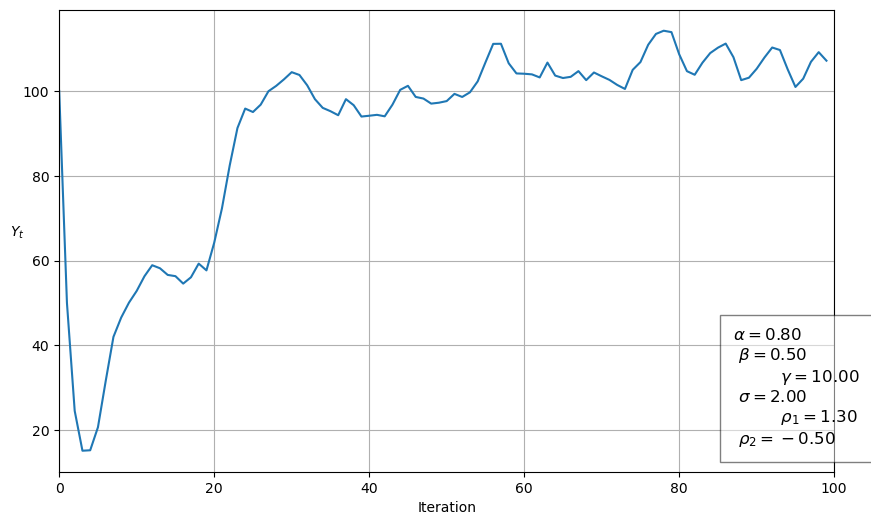 100
80
60
40
20
Y_t
0 20 40 60 80 100
Iteration
α = 0.80
β = 0.50
γ = 10.00
σ = 2.00
ρ₁ = 1.30
ρ₂ = −0.50